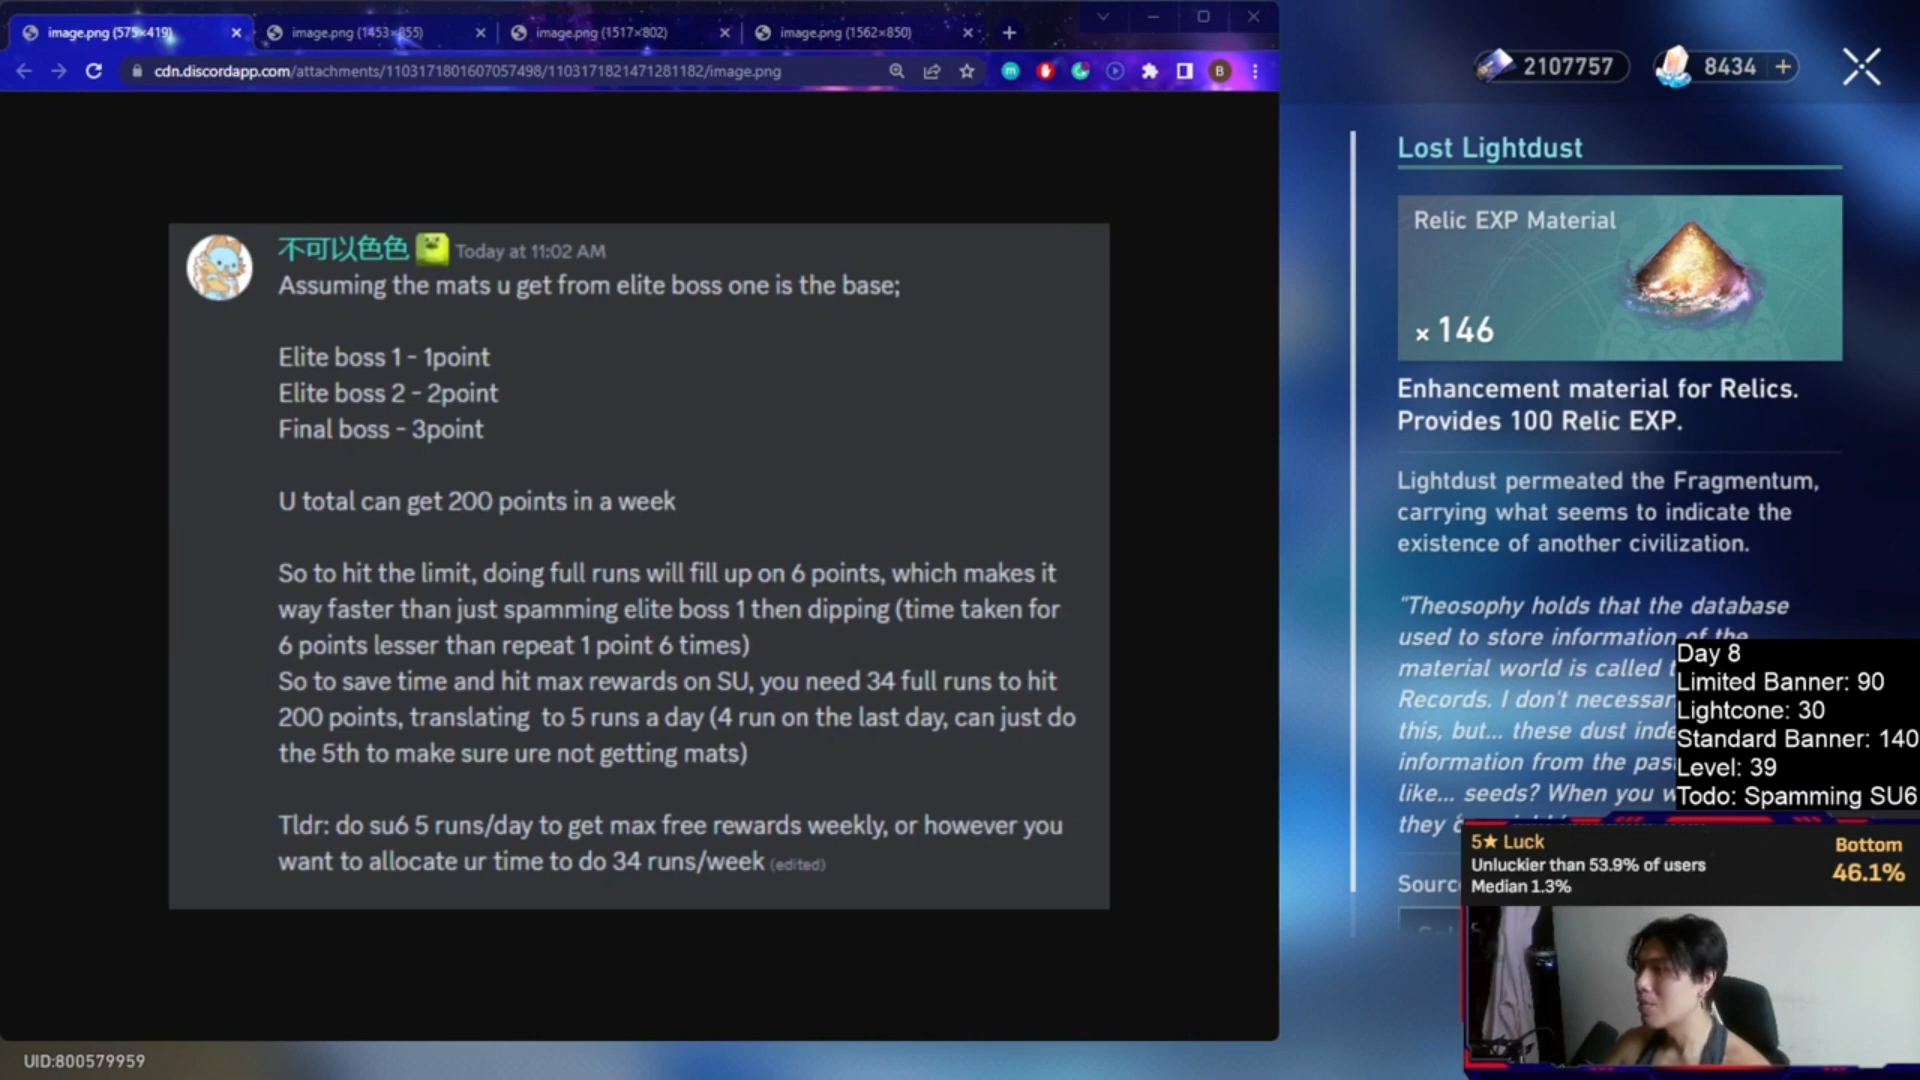 image.png (575×419)
image.png (1453×855)
image.png (1517×802)
image.png (1562×850)
cdn.discordapp.com/attachments/1103171801607057498/1103171821471281182/image.png
B
2107757
8434
不可以色色 Today at 11:02 AM
Assuming the mats u get from elite boss one is the base;
Elite boss 1 - 1point
Elite boss 2 - 2point
Final boss - 3point
U total can get 200 points in a week
So to hit the limit, doing full runs will fill up on 6 points, which makes it
way faster than just spamming elite boss 1 then dipping (time taken for
6 points lesser than repeat 1 point 6 times)
So to save time and hit max rewards on SU, you need 34 full runs to hit
200 points, translating to 5 runs a day (4 run on the last day, can just do
the 5th to make sure ure not getting mats)
Tldr: do su6 5 runs/day to get max free rewards weekly, or however you
want to allocate ur time to do 34 runs/week (edited)
Lost Lightdust
Relic EXP Material
× 146
Enhancement material for Relics.
Provides 100 Relic EXP.
Lightdust permeated the Fragmentum,
carrying what seems to indicate the
existence of another civilization.
"Theosophy holds that the database
used to store information of the
material world is called
Records. I don't necessar
this, but... these dust inde
information from the pas
like... seeds? When you w
they
Sourc
Day 8
Limited Banner: 90
Lightcone: 30
Standard Banner: 140
Level: 39
Todo: Spamming SU6
5★ Luck
Unluckier than 53.9% of users
Median 1.3%
Bottom
46.1%
UID:800579959